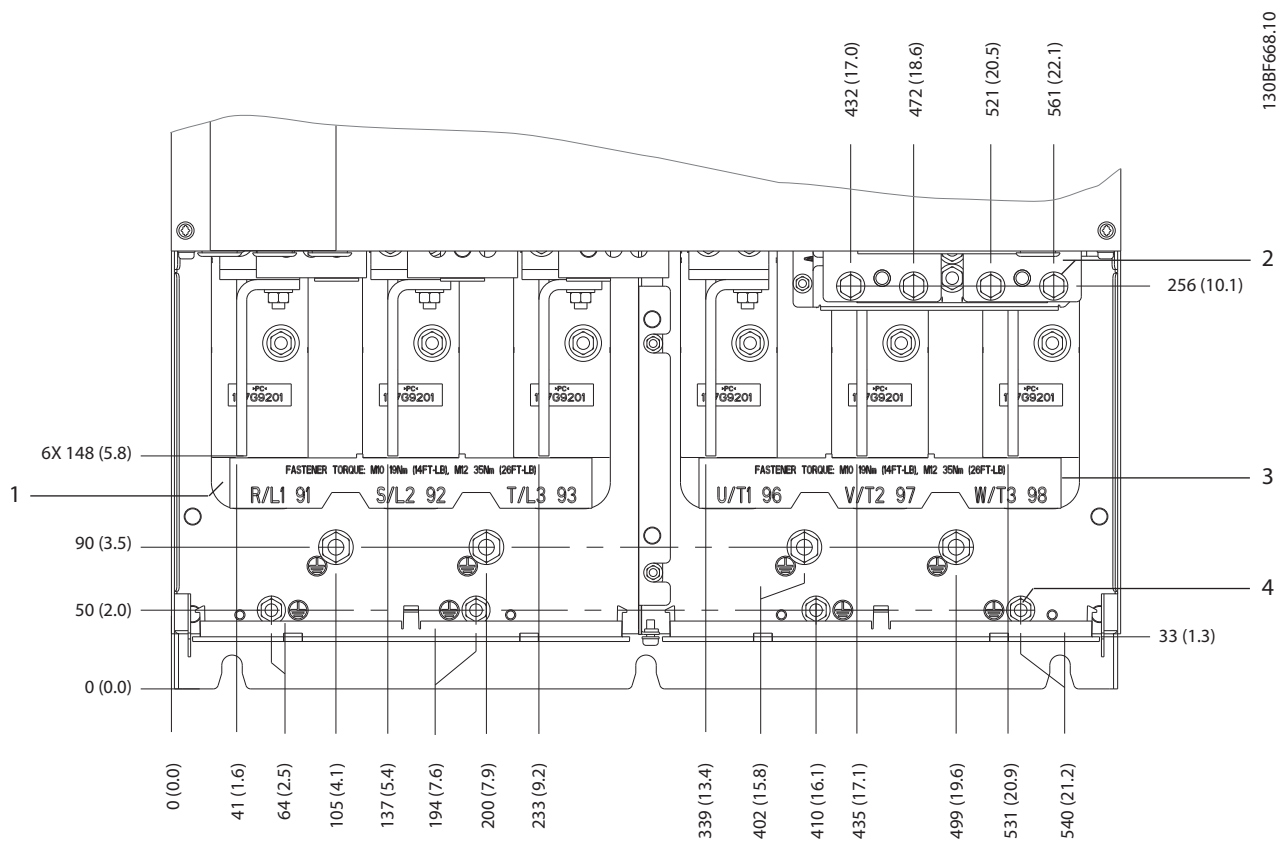 130BF668.10
432 (17.0)
472 (18.6)
521 (20.5)
561 (22.1)
2
256 (10.1)
»PC«
»PC«
»PC«
»PC«
»PC«
»PC«
6X 148 (5.8)
FASTENER TORQUE: M10 19Nm (14FT-LB), M12 35Nm (26FT-LB)
FASTENER TORQUE: M10 19Nm (14FT-LB), M12 35Nm (26FT-LB)
1
R/L1 91 S/L2 92 T/L3 93
U/T1 96 V/T2 97 W/T3 98
3
90 (3.5)
50 (2.0)
4
33 (1.3)
0 (0.0)
0 (0.0)
41 (1.6)
64 (2.5)
105 (4.1)
137 (5.4)
194 (7.6)
200 (7.9)
233 (9.2)
339 (13.4)
402 (15.8)
410 (16.1)
435 (17.1)
499 (19.6)
531 (20.9)
540 (21.2)